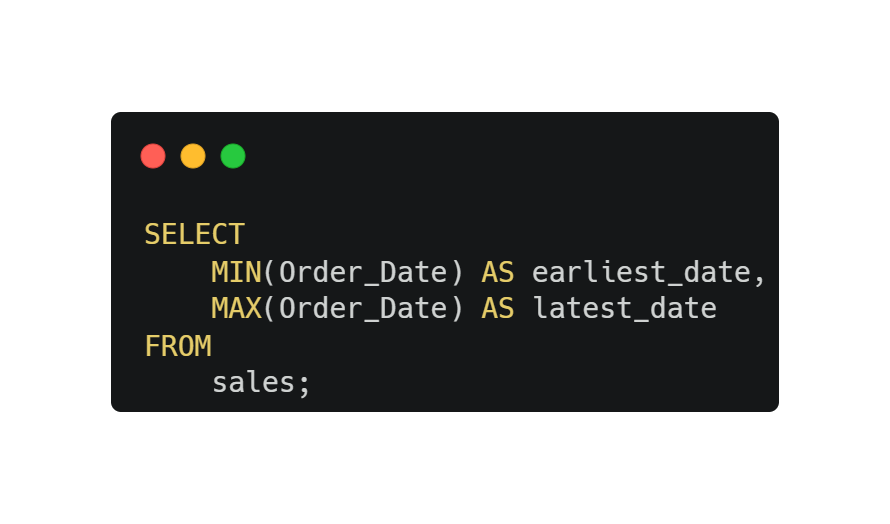 SELECT
    MIN(Order_Date) AS earliest_date,
    MAX(Order_Date) AS latest_date
FROM
    sales;